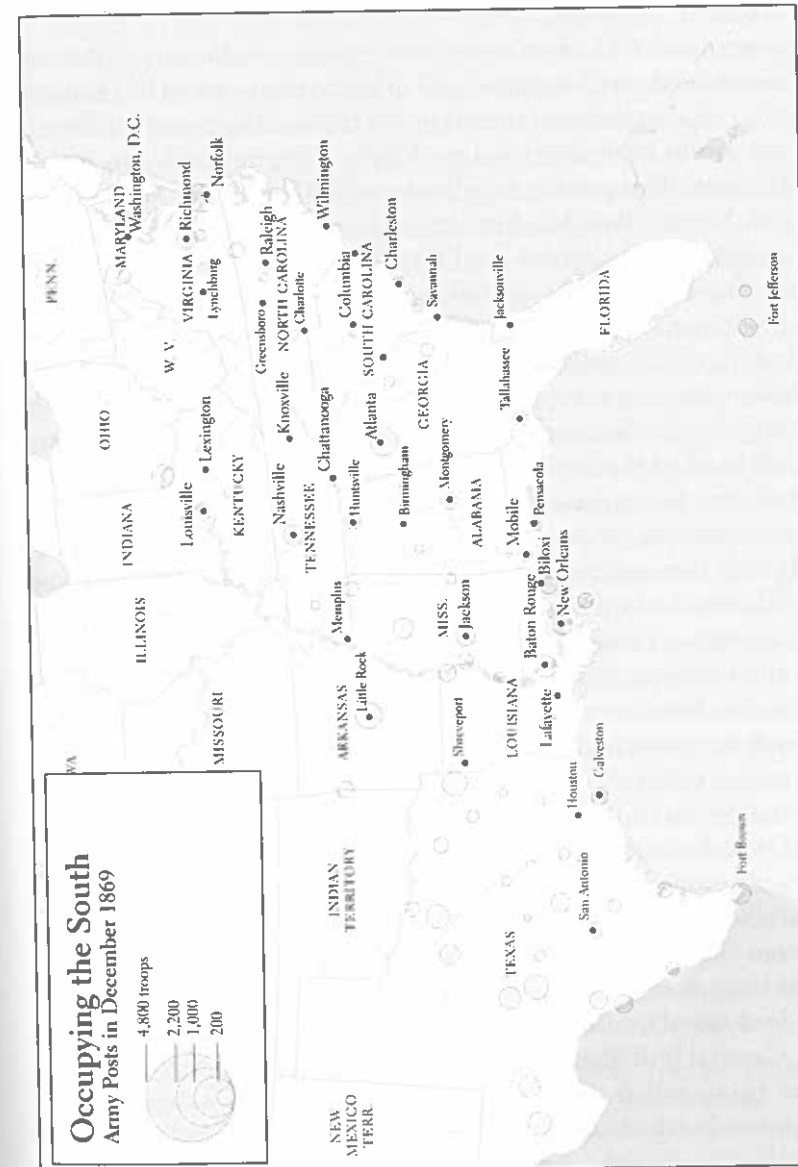 Occupying the South
Army Posts in December 1869
4,800 troops
2,200
1,000
200
VA
PENN.
OHIO
INDIANA
ILLINOIS
MISSOURI
MARYLAND
Washington, D.C.
W. V.
VIRGINIA
Richmond
Norfolk
Lynchburg
Louisville
Lexington
KENTUCKY
Greensboro
Raleigh
NORTH CAROLINA
Charlotte
Wilmington
Knoxville
Nashville
TENNESSEE
Chattanooga
Memphis
Huntsville
Columbia
SOUTH CAROLINA
Charleston
Atlanta
GEORGIA
Savannah
Birmingham
Montgomery
ALABAMA
MISS.
Jackson
ARKANSAS
Little Rock
INDIAN
TERRITORY
NEW
MEXICO
TERR.
TEXAS
Shreveport
LOUISIANA
Lafayette
Baton Rouge
New Orleans
Biloxi
Mobile
Pensacola
Tallahassee
Jacksonville
FLORIDA
Houston
Galveston
San Antonio
Fort Brown
Fort Jefferson